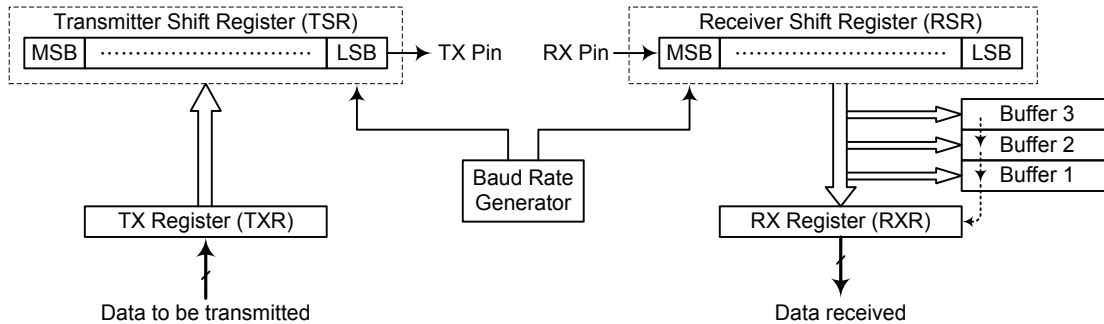 Transmitter Shift Register (TSR)
MSB
LSB
TX Pin
Receiver Shift Register (RSR)
RX Pin
MSB
LSB
Buffer 3
Buffer 2
Buffer 1
Baud Rate
Generator
TX Register (TXR)
RX Register (RXR)
Data to be transmitted
Data received